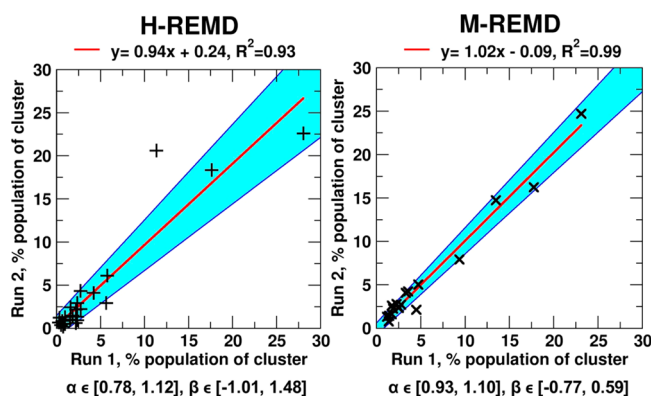 H-REMD
y= 0.94x + 0.24, R²=0.93
30
25
20
15
10
5
0
0 5 10 15 20 25 30
Run 2, % population of cluster
Run 1, % population of cluster
α ϵ [0.78, 1.12], β ϵ [-1.01, 1.48]
M-REMD
y= 1.02x - 0.09, R²=0.99
30
25
20
15
10
5
0
0 5 10 15 20 25 30
Run 2, % population of cluster
Run 1, % population of cluster
α ϵ [0.93, 1.10], β ϵ [-0.77, 0.59]